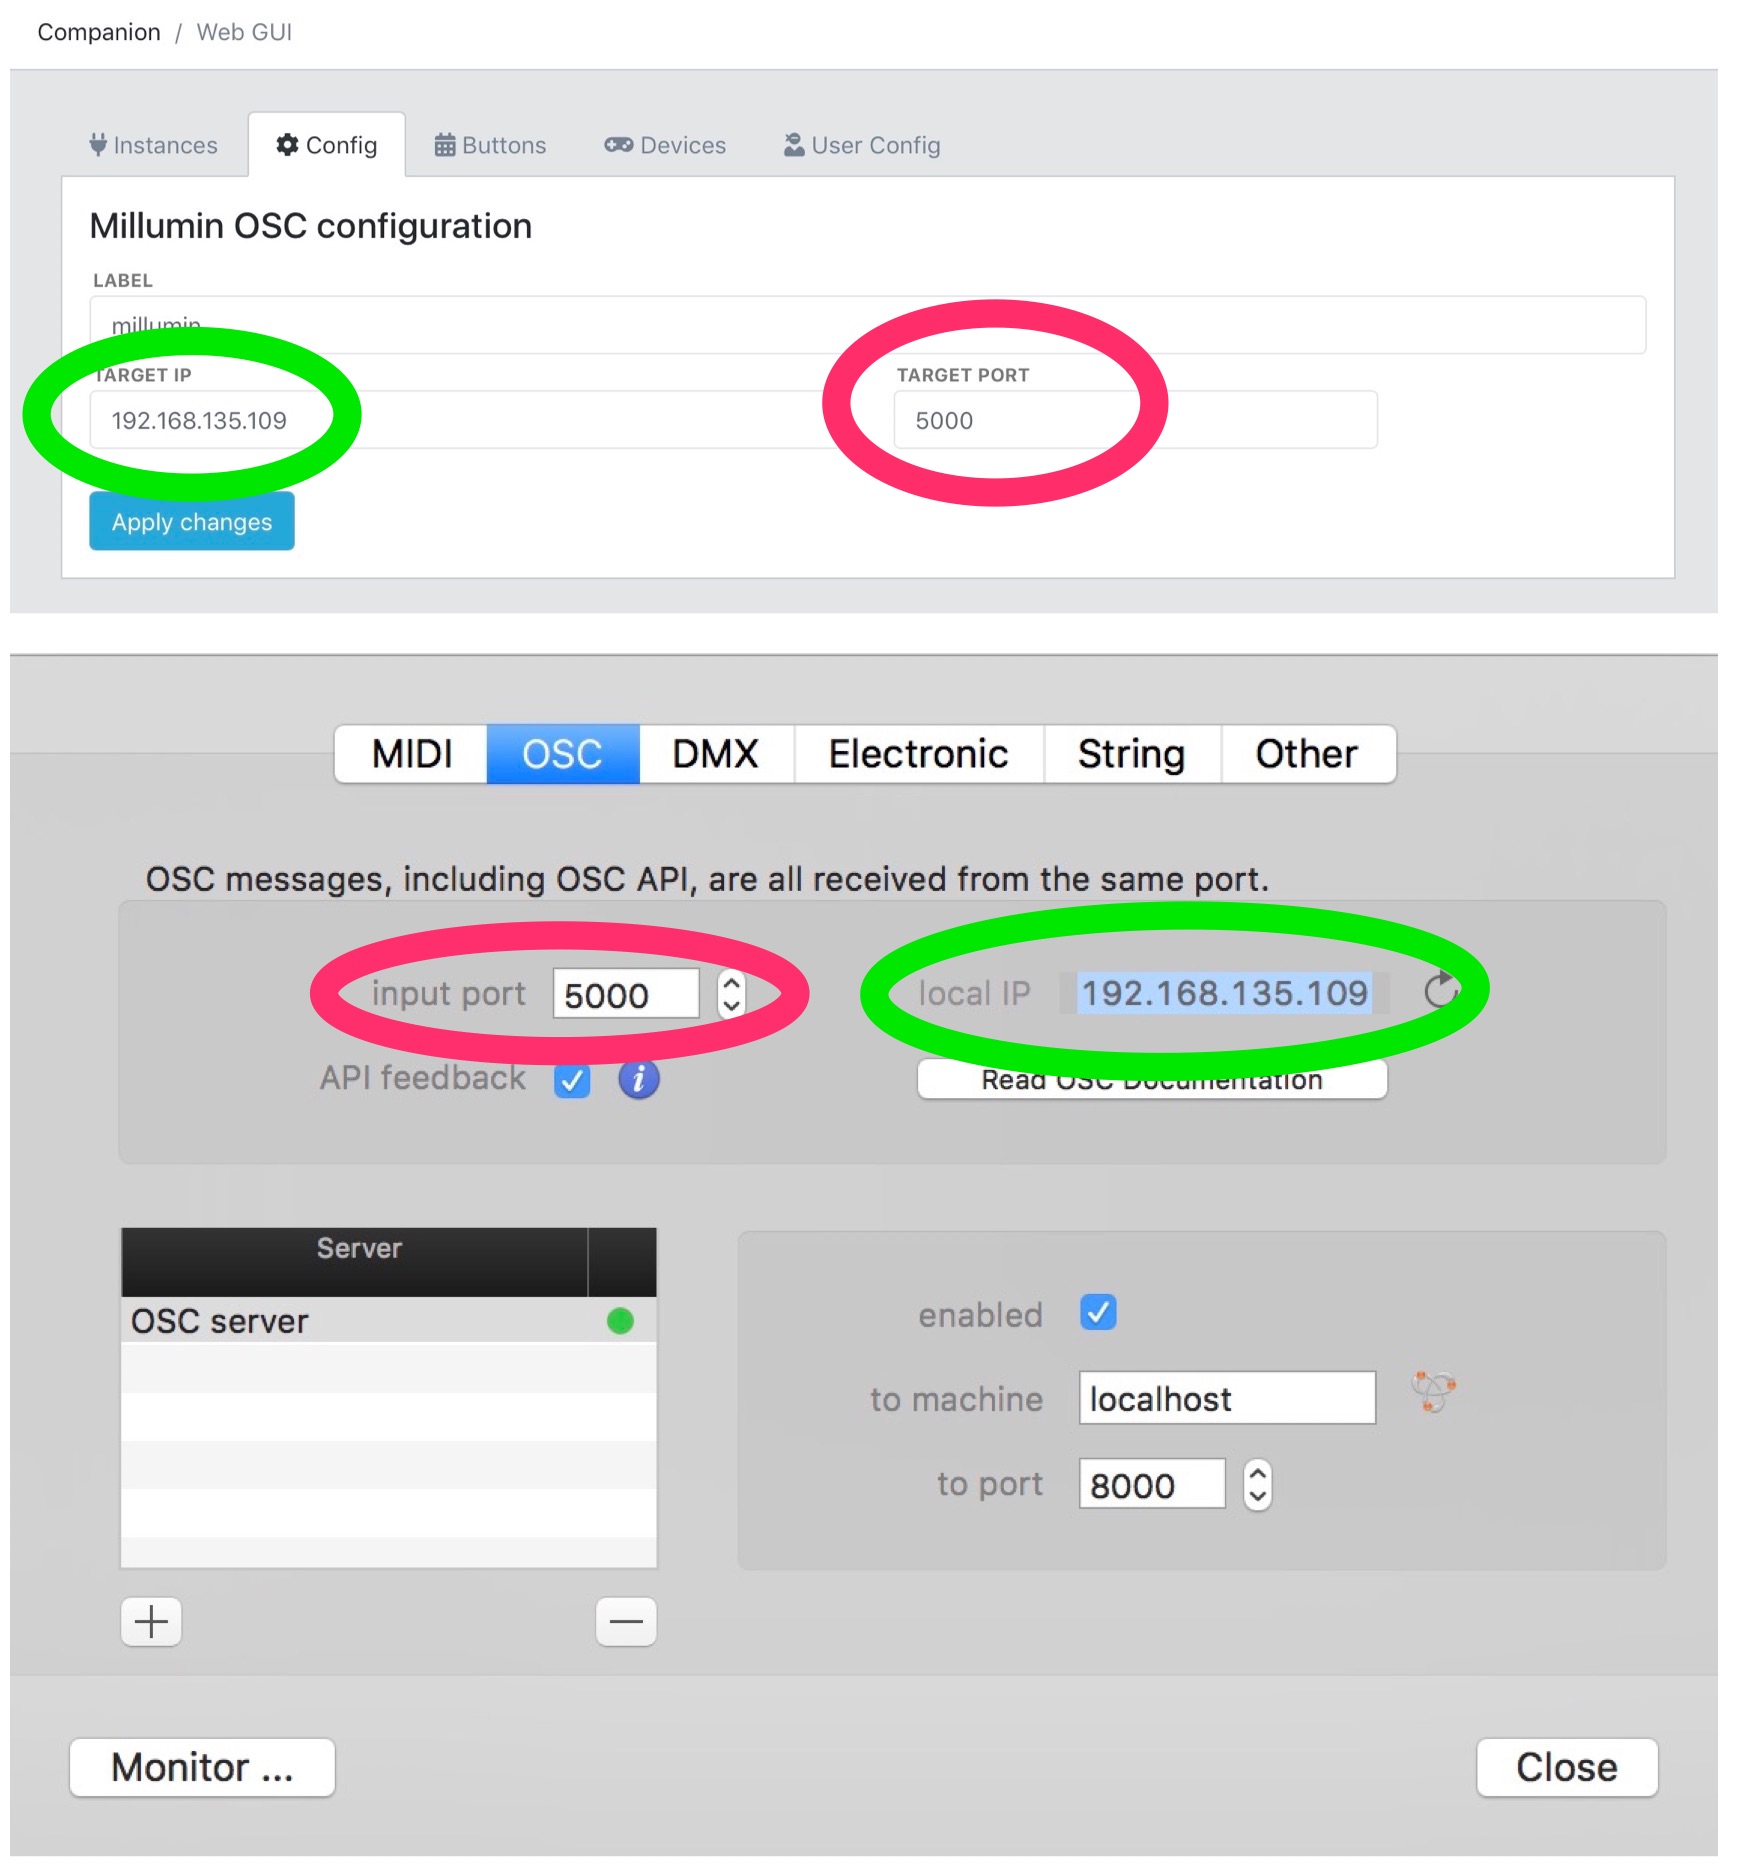 Companion / Web GUI
Instances Config Buttons Devices User Config
Millumin OSC configuration
LABEL
millumin
TARGET IP TARGET PORT
192.168.135.109 5000
Apply changes
MIDI OSC DMX Electronic String Other
OSC messages, including OSC API, are all received from the same port.
input port 5000 local IP 192.168.135.109
API feedback i Read OSC Documentation
Server
OSC server
enabled
to machine localhost
to port 8000
Monitor ... Close